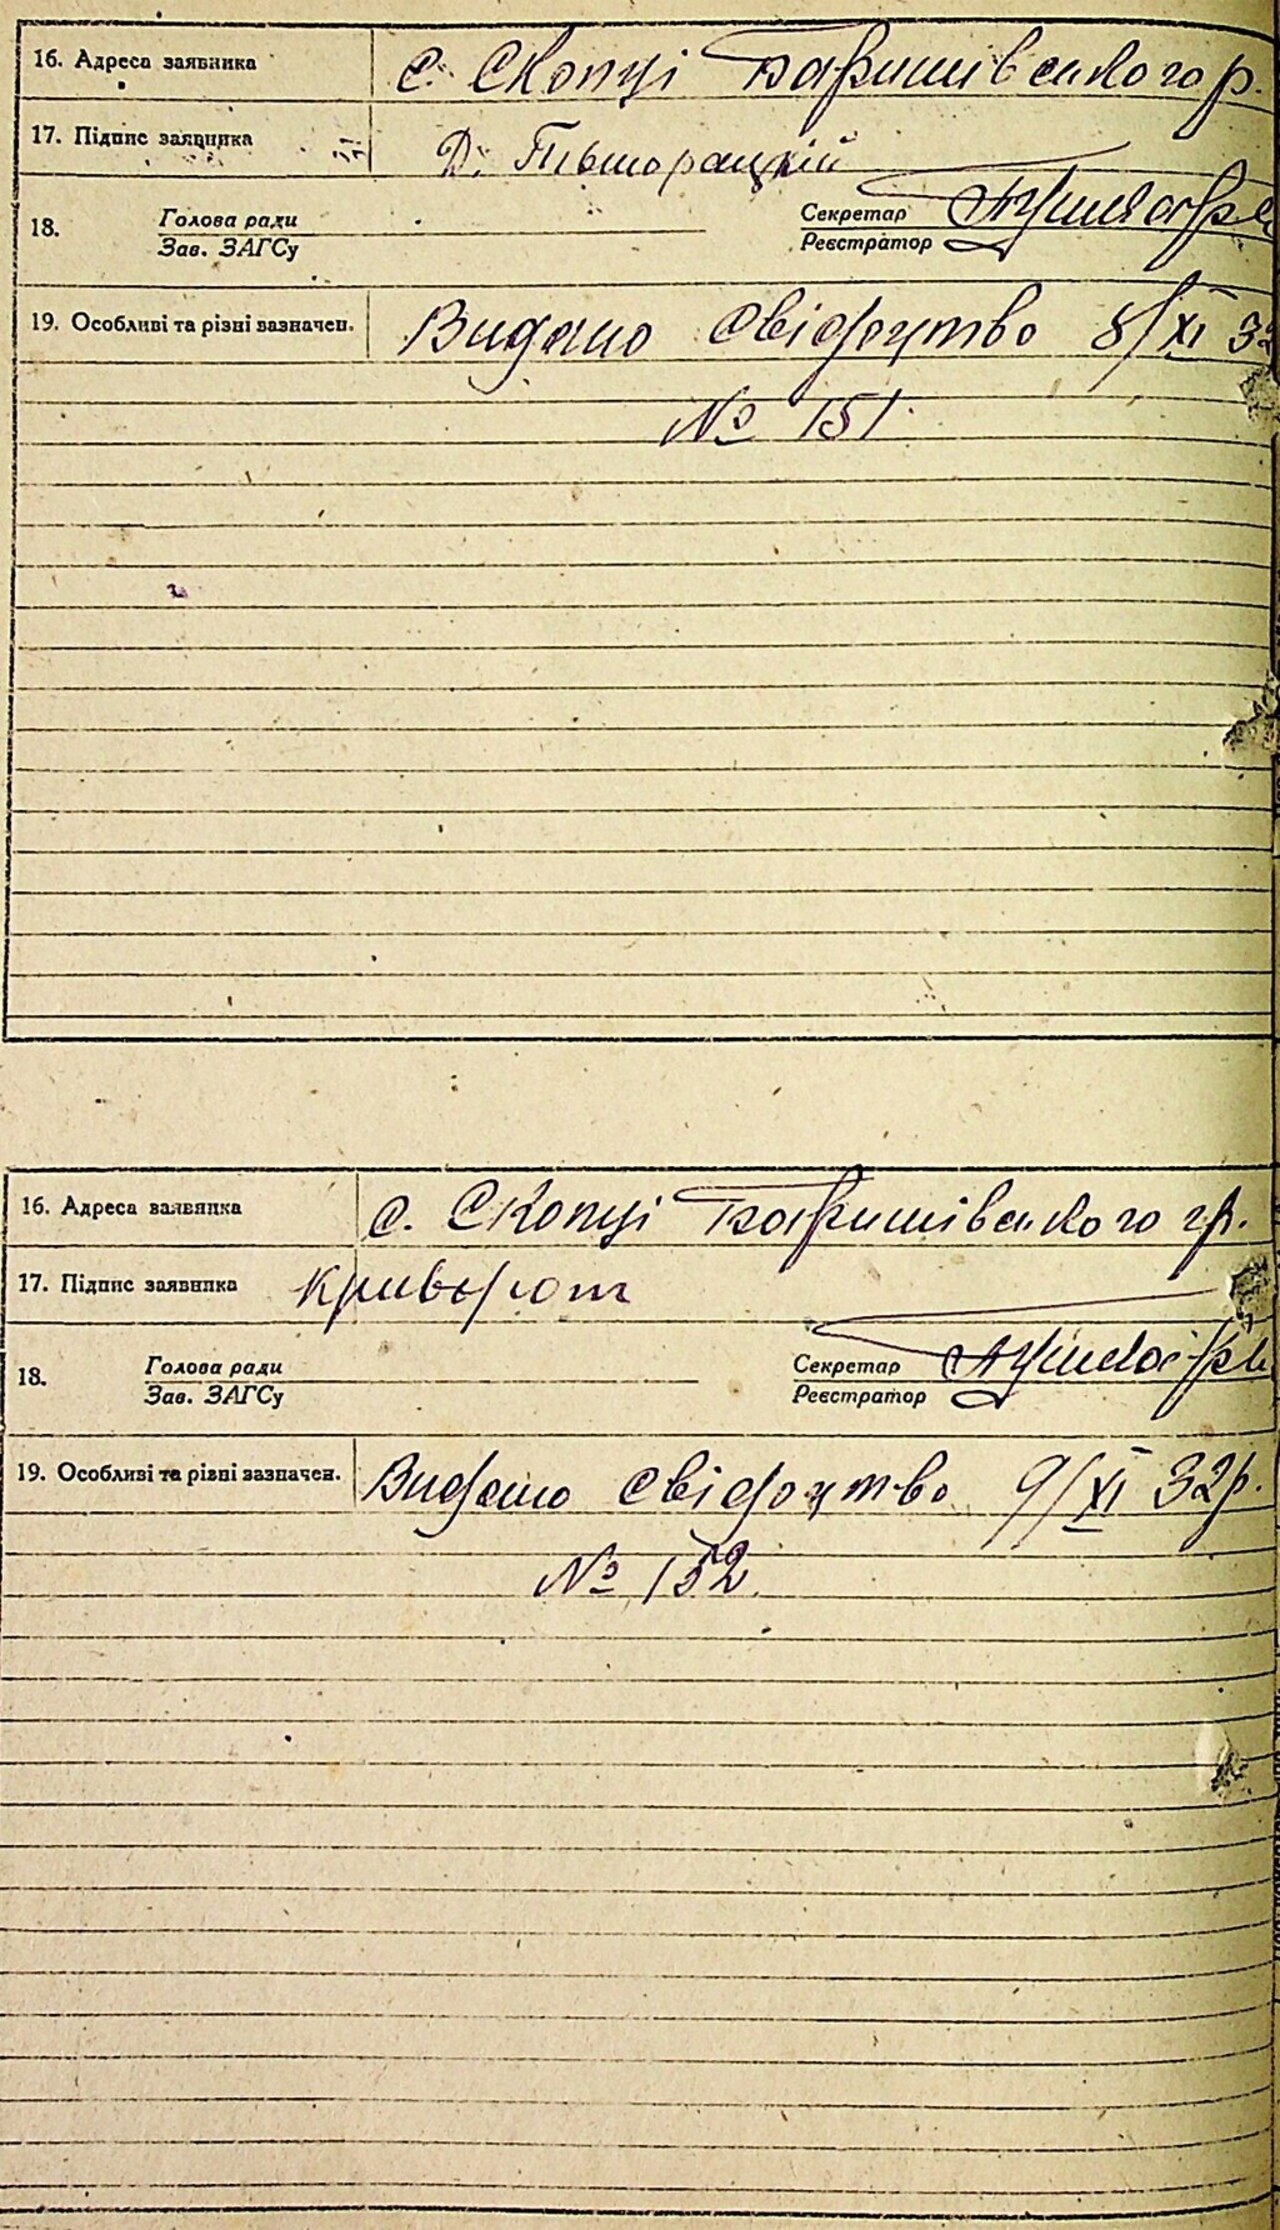 16. Адреса заявника с. Скопці Баришівського р.
17. Підпис заявника Д. Півторацкій
18. Голова ради Секретар
Зав. ЗАГСу Реєстратор
19. Особливі та різні зазначен. Видано свідоцтво 8/XI 32
№ 151
16. Адреса заявника с. Скопці Баришівського р.
17. Підпис заявника Криворот
18. Голова ради Секретар
Зав. ЗАГСу Реєстратор
19. Особливі та різні зазначен. Видано свідоцтво 9/XI 32р.
№ 152